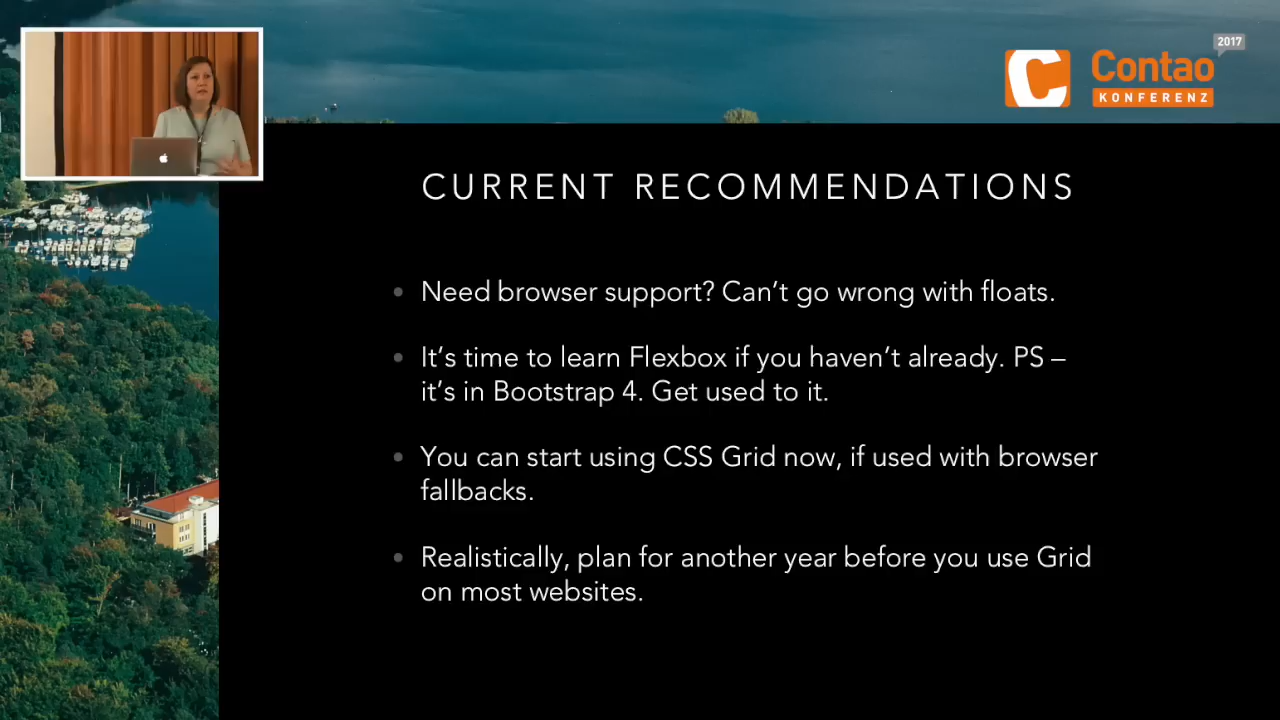 2017
Contao
KONFERENZ
CURRENT RECOMMENDATIONS
• Need browser support? Can’t go wrong with floats.
• It’s time to learn Flexbox if you haven’t already. PS –
it’s in Bootstrap 4. Get used to it.
• You can start using CSS Grid now, if used with browser
fallbacks.
• Realistically, plan for another year before you use Grid
on most websites.